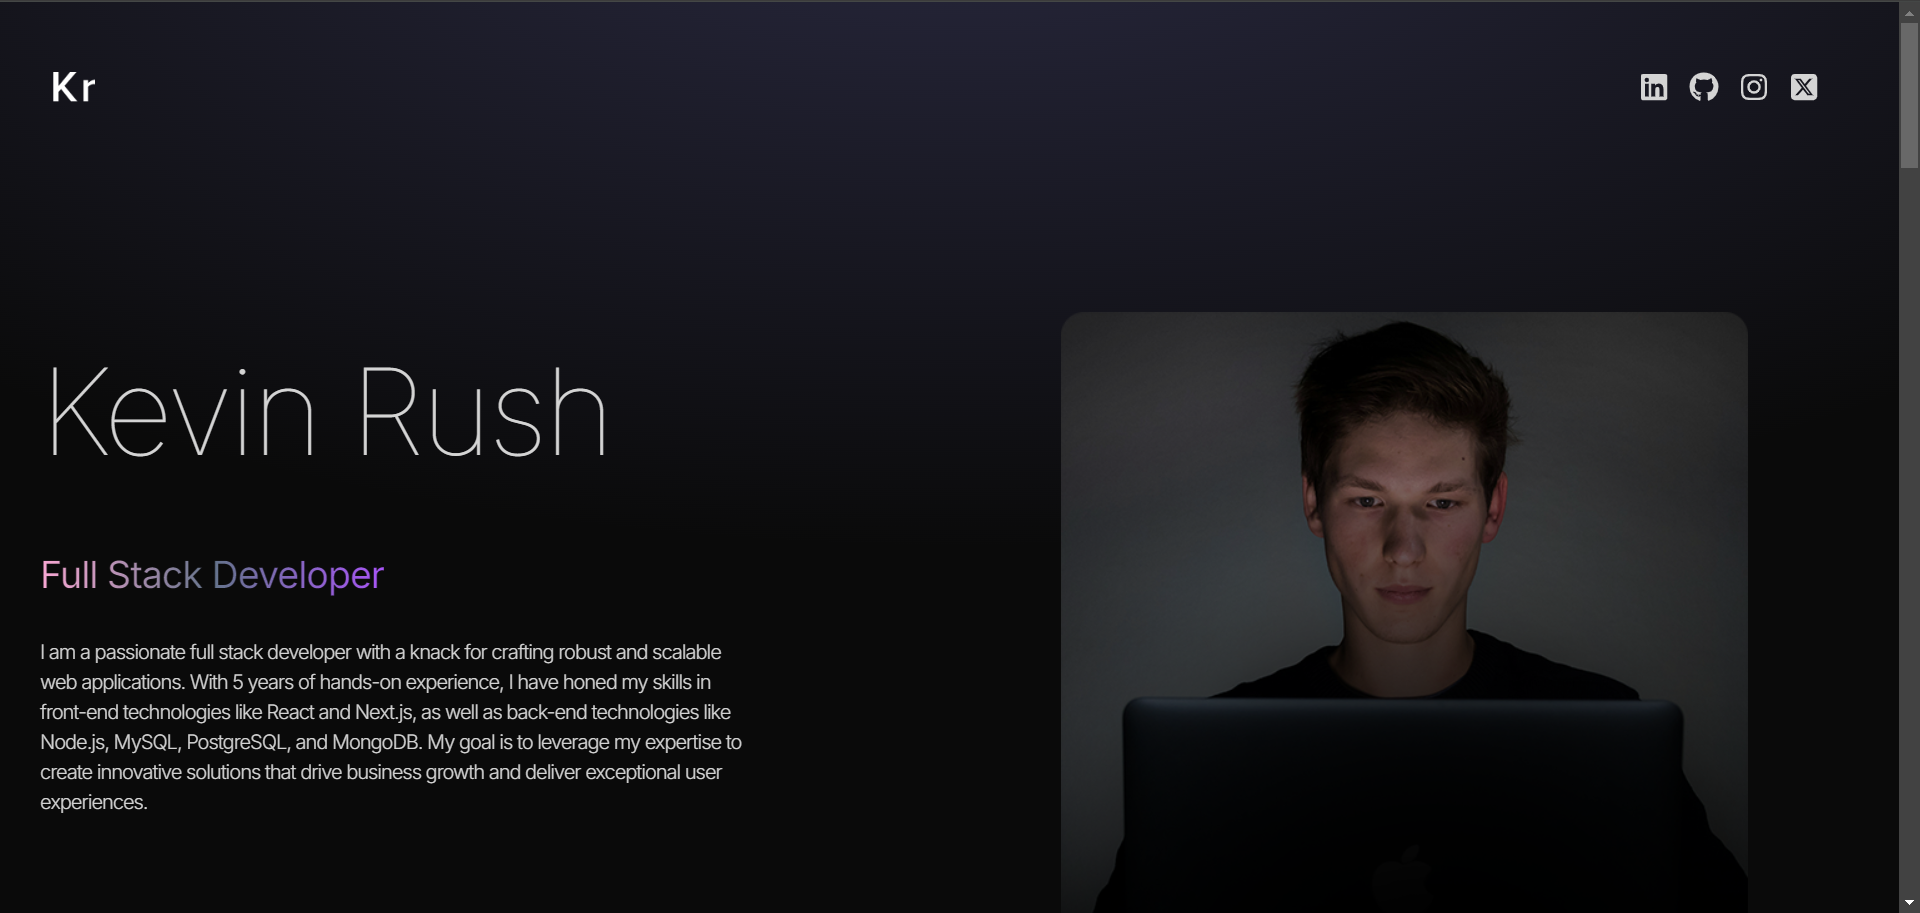 Kr
Kevin Rush
Full Stack Developer
I am a passionate full stack developer with a knack for crafting robust and scalable
web applications. With 5 years of hands-on experience, I have honed my skills in
front-end technologies like React and Next.js, as well as back-end technologies like
Node.js, MySQL, PostgreSQL, and MongoDB. My goal is to leverage my expertise to
create innovative solutions that drive business growth and deliver exceptional user
experiences.